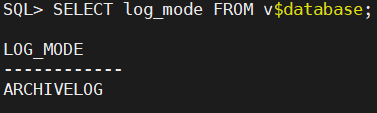 SQL> SELECT log_mode FROM v$database;
LOG_MODE
------------
ARCHIVELOG